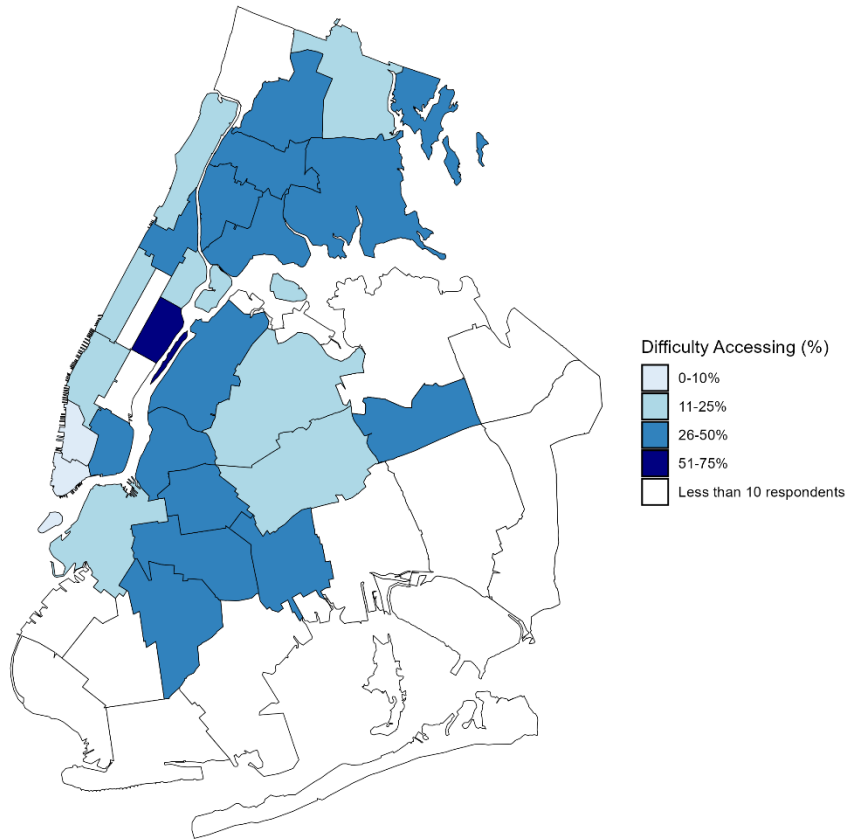 Difficulty Accessing (%)
0-10%
11-25%
26-50%
51-75%
Less than 10 respondents